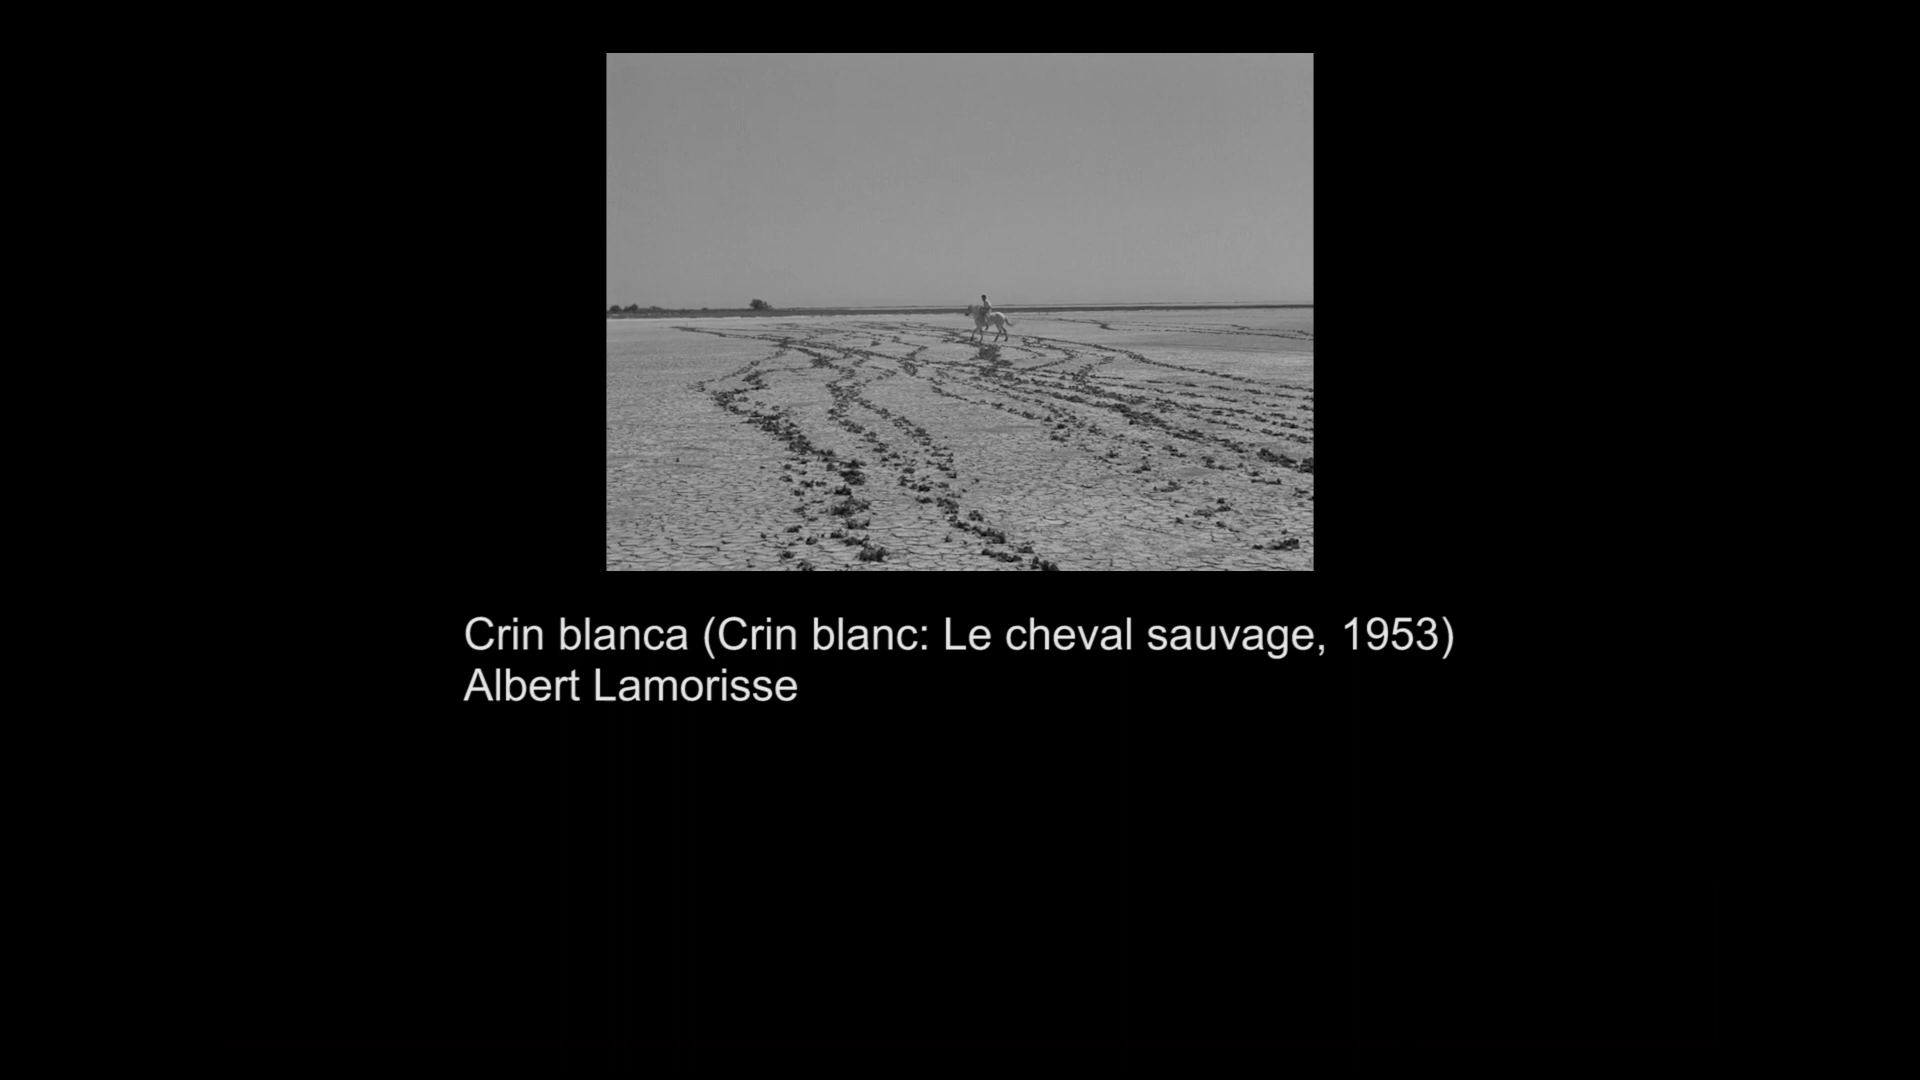 Crin blanca (Crin blanc: Le cheval sauvage, 1953)
Albert Lamorisse